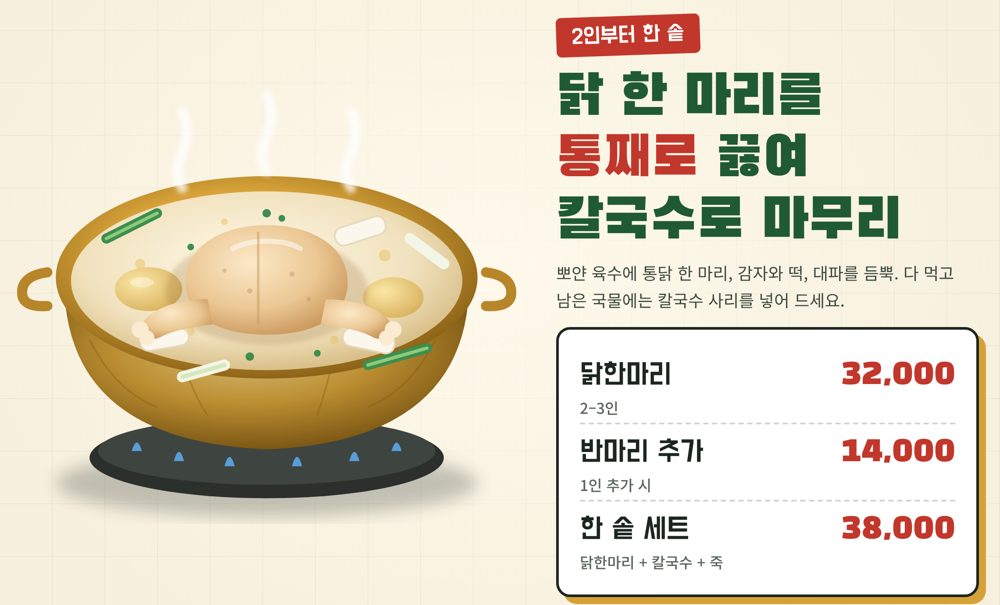 2인부터 한 솥
닭 한 마리를
통째로 끓여
칼국수로 마무리
뽀얀 육수에 통닭 한 마리, 감자와 떡, 대파를 듬뿍. 다 먹고
남은 국물에는 칼국수 사리를 넣어 드세요.
닭한마리 32,000
2–3인
반마리 추가 14,000
1인 추가 시
한 솥 세트 38,000
닭한마리 + 칼국수 + 죽